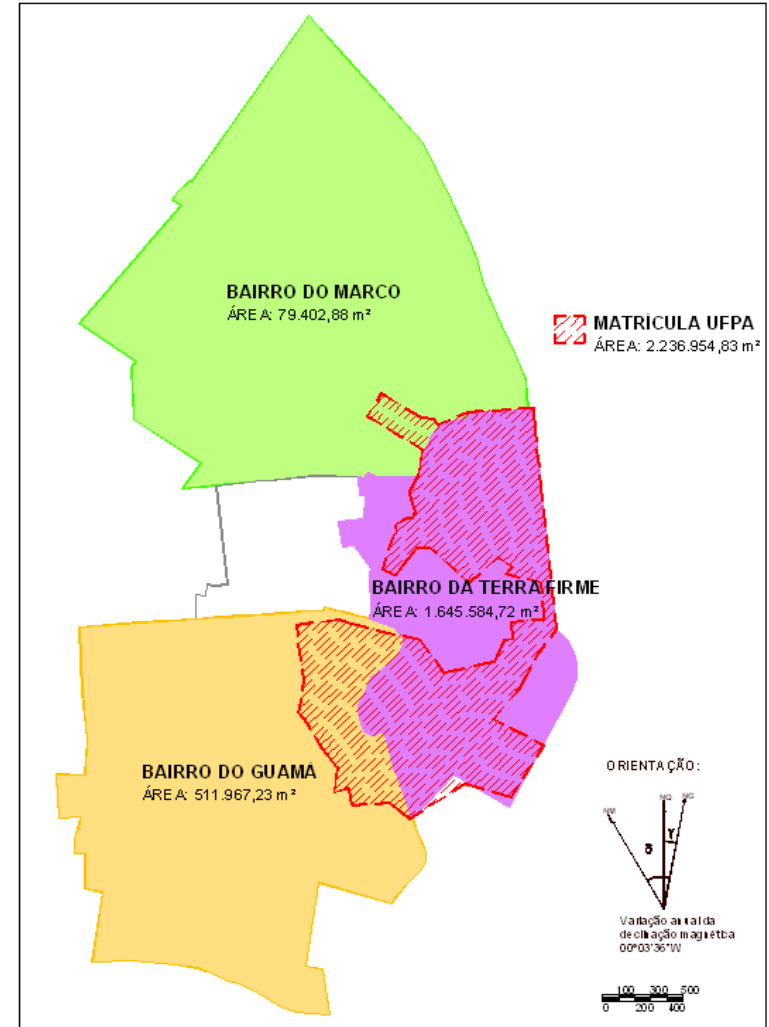 BAIRRO DO MARCO
ÁREA: 79.402,88 m²
MATRÍCULA UFPA
ÁREA: 2.236.954,83 m²
BAIRRO DA TERRA FIRME
ÁREA: 1.645.584,72 m²
BAIRRO DO GUAMÁ
ÁREA: 511.967,23 m²
ORIENTAÇÃO:
NM NQ NG
δ γ
Variação anual da
declinação magnética
00°03'36"W
100 300 500
0 200 400